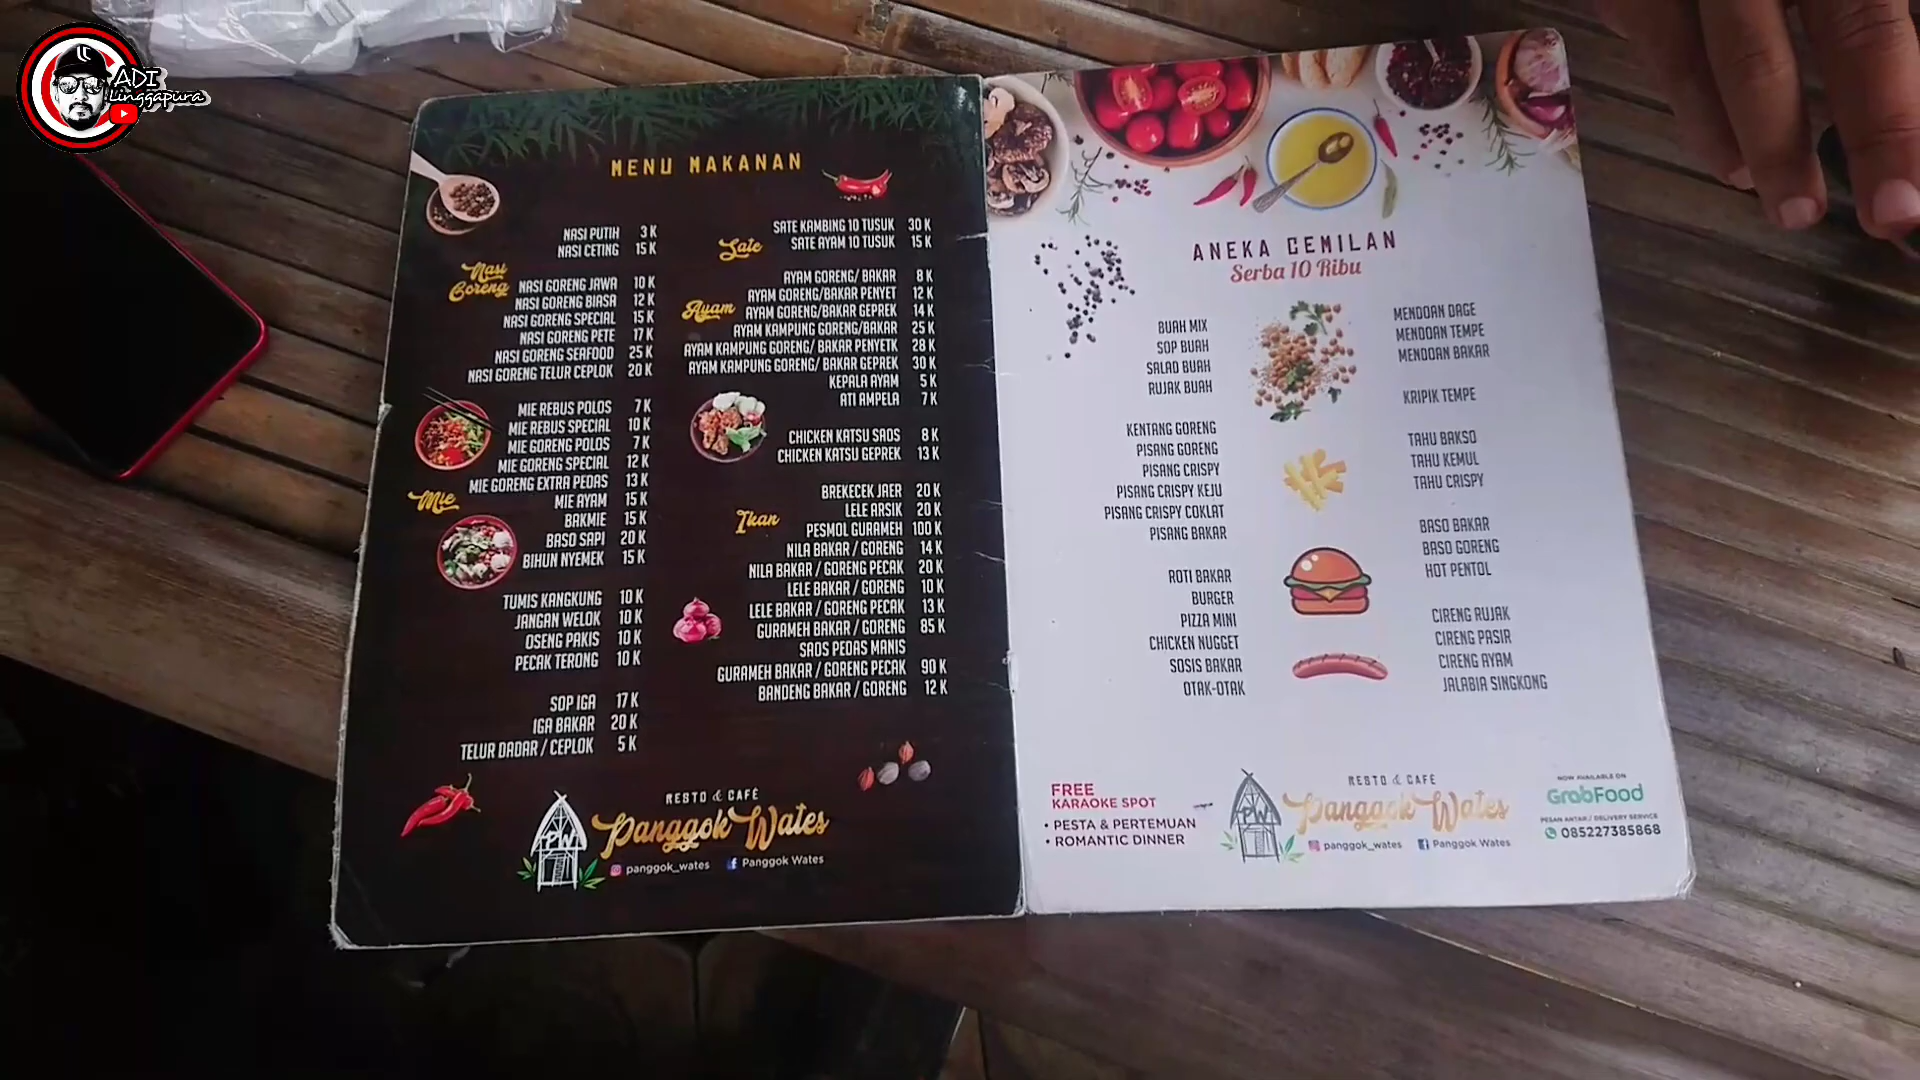 ADI
Linggapura
MENU MAKANAN
NASI PUTIH 3 K
NASI CETING 15 K
Nasi
Goreng
NASI GORENG JAWA 10 K
NASI GORENG BIASA 12 K
NASI GORENG SPECIAL 15 K
NASI GORENG PETE 17 K
NASI GORENG SEAFOOD 25 K
NASI GORENG TELUR CEPLOK 20 K
MIE REBUS POLOS 7 K
MIE REBUS SPECIAL 10 K
MIE GORENG POLOS 7 K
MIE GORENG SPECIAL 12 K
MIE GORENG EXTRA PEDAS 13 K
Mie
MIE AYAM 15 K
BAKMIE 15 K
BASO SAPI 20 K
BIHUN NYEMEK 15 K
TUMIS KANGKUNG 10 K
JANGAN WELOK 10 K
OSENG PAKIS 10 K
PECAK TERONG 10 K
SOP IGA 17 K
IGA BAKAR 20 K
TELUR DADAR / CEPLOK 5 K
SATE KAMBING 10 TUSUK 30 K
Sate
SATE AYAM 10 TUSUK 15 K
AYAM GORENG/ BAKAR 8 K
AYAM GORENG/BAKAR PENYET 12 K
Ayam
AYAM GORENG/BAKAR GEPREK 14 K
AYAM KAMPUNG GORENG/BAKAR 25 K
AYAM KAMPUNG GORENG/ BAKAR PENYETK 28 K
AYAM KAMPUNG GORENG/ BAKAR GEPREK 30 K
KEPALA AYAM 5 K
ATI AMPELA 7 K
CHICKEN KATSU SAOS 8 K
CHICKEN KATSU GEPREK 13 K
BREKECEK JAER 20 K
LELE ARSIK 20 K
Ikan
PESMOL GURAMEH 100 K
NILA BAKAR / GORENG 14 K
NILA BAKAR / GORENG PECAK 20 K
LELE BAKAR / GORENG 10 K
LELE BAKAR / GORENG PECAK 13 K
GURAMEH BAKAR / GORENG 85 K
SAOS PEDAS MANIS
GURAMEH BAKAR / GORENG PECAK 90 K
BANDENG BAKAR / GORENG 12 K
RESTO & CAFÉ
PW
Panggok Wates
panggok_wates Panggok Wates
ANEKA CEMILAN
Serba 10 Ribu
BUAH MIX
SOP BUAH
SALAD BUAH
RUJAK BUAH
KENTANG GORENG
PISANG GORENG
PISANG CRISPY
PISANG CRISPY KEJU
PISANG CRISPY COKLAT
PISANG BAKAR
ROTI BAKAR
BURGER
PIZZA MINI
CHICKEN NUGGET
SOSIS BAKAR
OTAK-OTAK
MENDOAN DAGE
MENDOAN TEMPE
MENDOAN BAKAR
KRIPIK TEMPE
TAHU BAKSO
TAHU KEMUL
TAHU CRISPY
BASO BAKAR
BASO GORENG
HOT PENTOL
CIRENG RUJAK
CIRENG PASIR
CIRENG AYAM
JALABIA SINGKONG
FREE
KARAOKE SPOT
• PESTA & PERTEMUAN
• ROMANTIC DINNER
RESTO & CAFE
PW
Panggok Wates
panggok_wates Panggok Wates
NOW AVAILABLE ON
GrabFood
PESAN ANTAR / DELIVERY SERVICE
085227385868